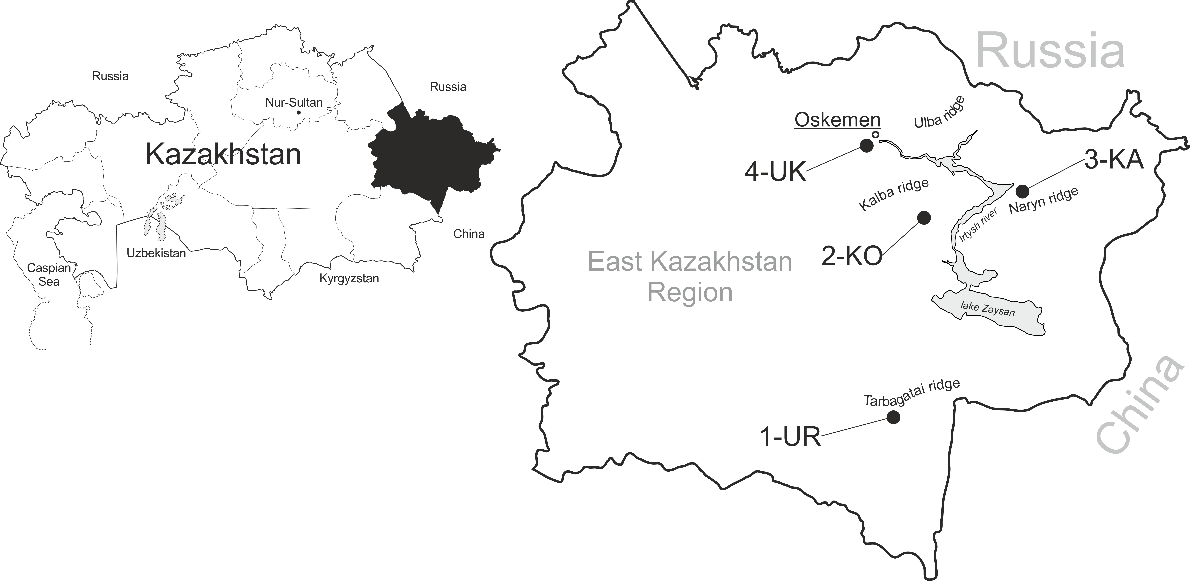 Russia
Russia
Nur-Sultan
Kazakhstan
China
Uzbekistan
Caspian
Sea
Kyrgyzstan
Russia
Ulba ridge
Oskemen
4-UK
3-KA
Kalba ridge
Naryn ridge
Irtysh river
2-KO
East Kazakhstan
Region
lake Zaysan
China
Tarbagatai ridge
1-UR